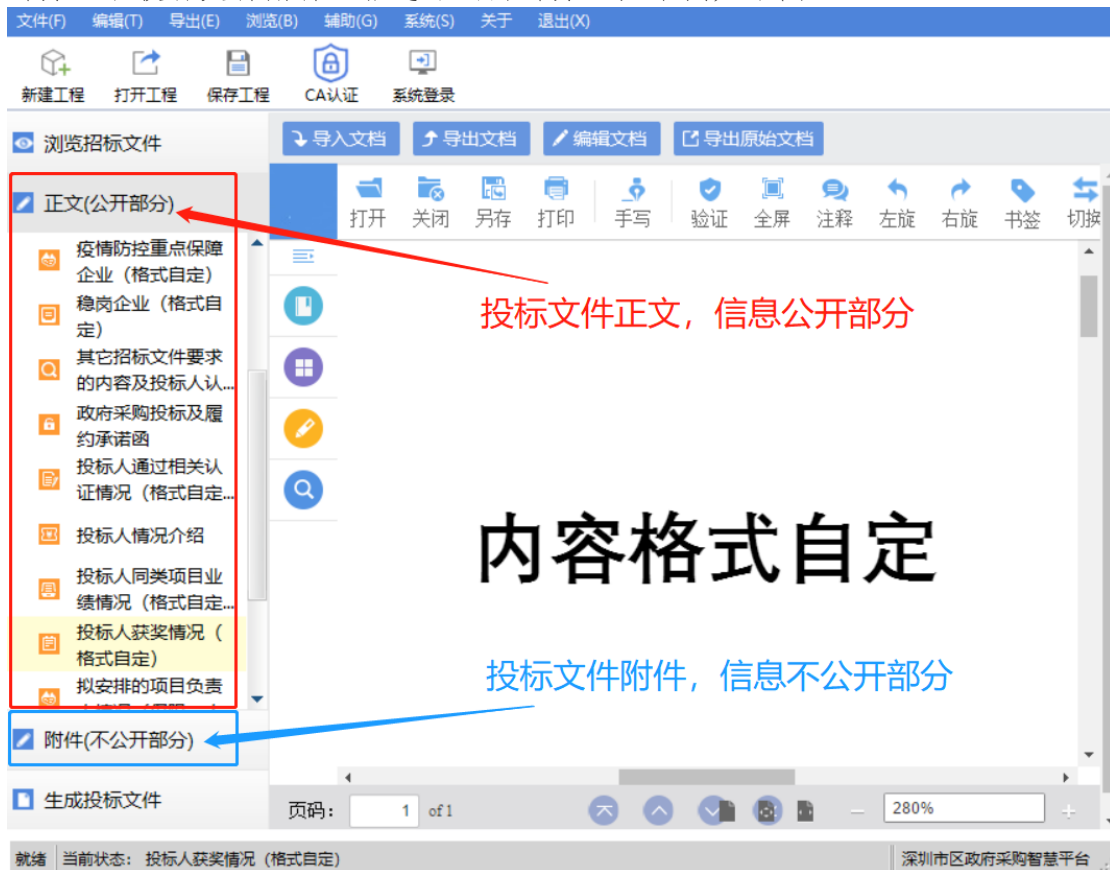 文件(F) 编辑(T) 导出(E) 浏览(B) 辅助(G) 系统(S) 关于 退出(X)
新建工程 打开工程 保存工程 CA认证 系统登录
浏览招标文件
导入文档 导出文档 编辑文档 导出原始文档
正文(公开部分)
打开 关闭 另存 打印 手写 验证 全屏 注释 左旋 右旋 书签 切换
疫情防控重点保障
企业（格式自定）
稳岗企业（格式自
定）
其它招标文件要求
的内容及投标人认...
政府采购投标及履
约承诺函
投标人通过相关认
证情况（格式自定...
投标人情况介绍
投标人同类项目业
绩情况（格式自定...
投标人获奖情况（
格式自定）
拟安排的项目负责
投标文件正文，信息公开部分
内容格式自定
投标文件附件，信息不公开部分
附件(不公开部分)
生成投标文件
页码: 1 of 1 280%
就绪 当前状态: 投标人获奖情况（格式自定） 深圳市区政府采购智慧平台